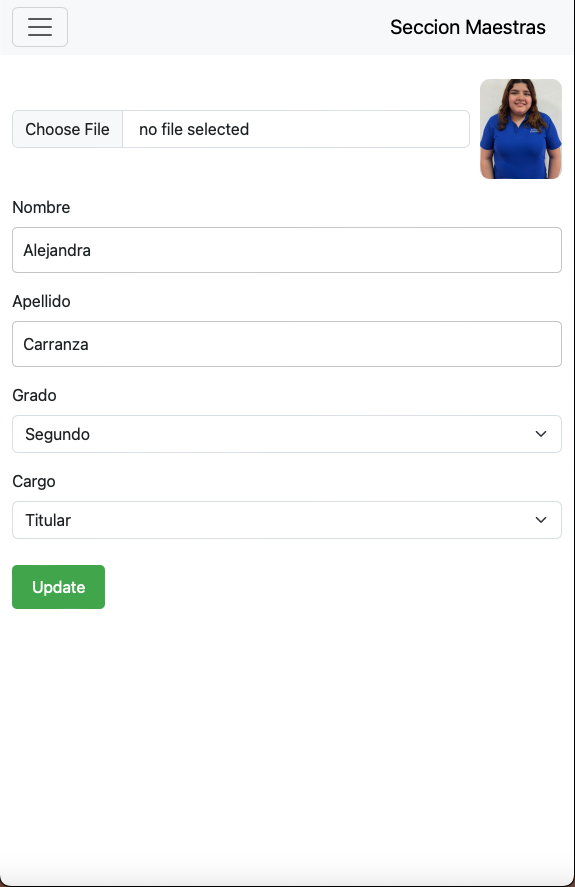 Seccion Maestras
Choose File no file selected
Nombre
Alejandra
Apellido
Carranza
Grado
Segundo
Cargo
Titular
Update